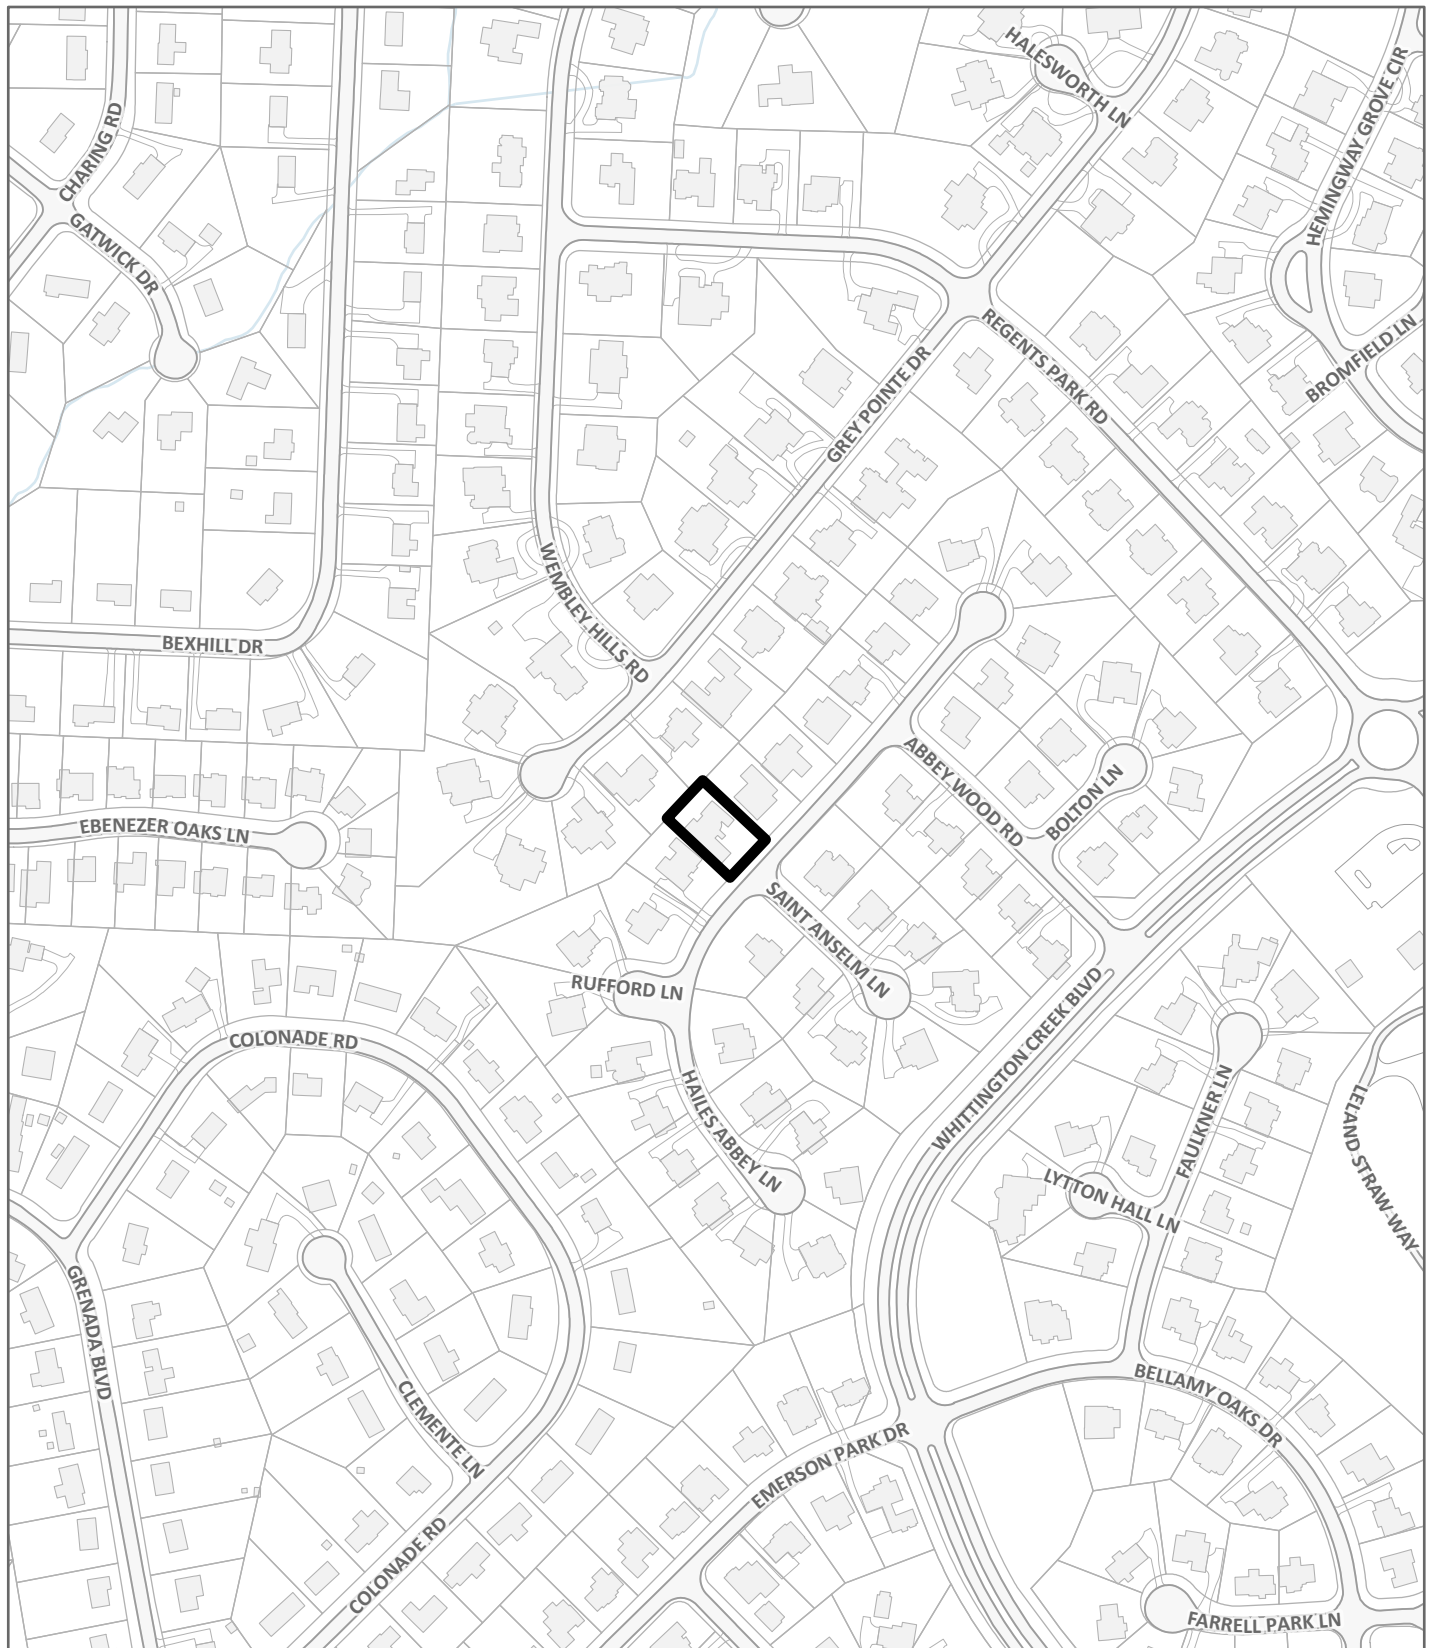 HALESWORTH LN
HEMINGWAY GROVE CIR
CHARING RD
GATWICK DR
REGENTS PARK RD
BROMFIELD LN
GREY POINTE DR
WEMBLEY HILLS RD
BEXHILL DR
ABBEY WOOD RD
BOLTON LN
EBENEZER OAKS LN
SAINT ANSELM LN
RUFFORD LN
WHITTINGTON CREEK BLVD
COLONADE RD
HAILES ABBEY LN
FAULKNER LN
LELAND STRAW WAY
LYTTON HALL LN
GRENADA BLVD
CLEMENTE LN
BELLAMY OAKS DR
EMERSON PARK DR
COLONADE RD
FARRELL PARK LN